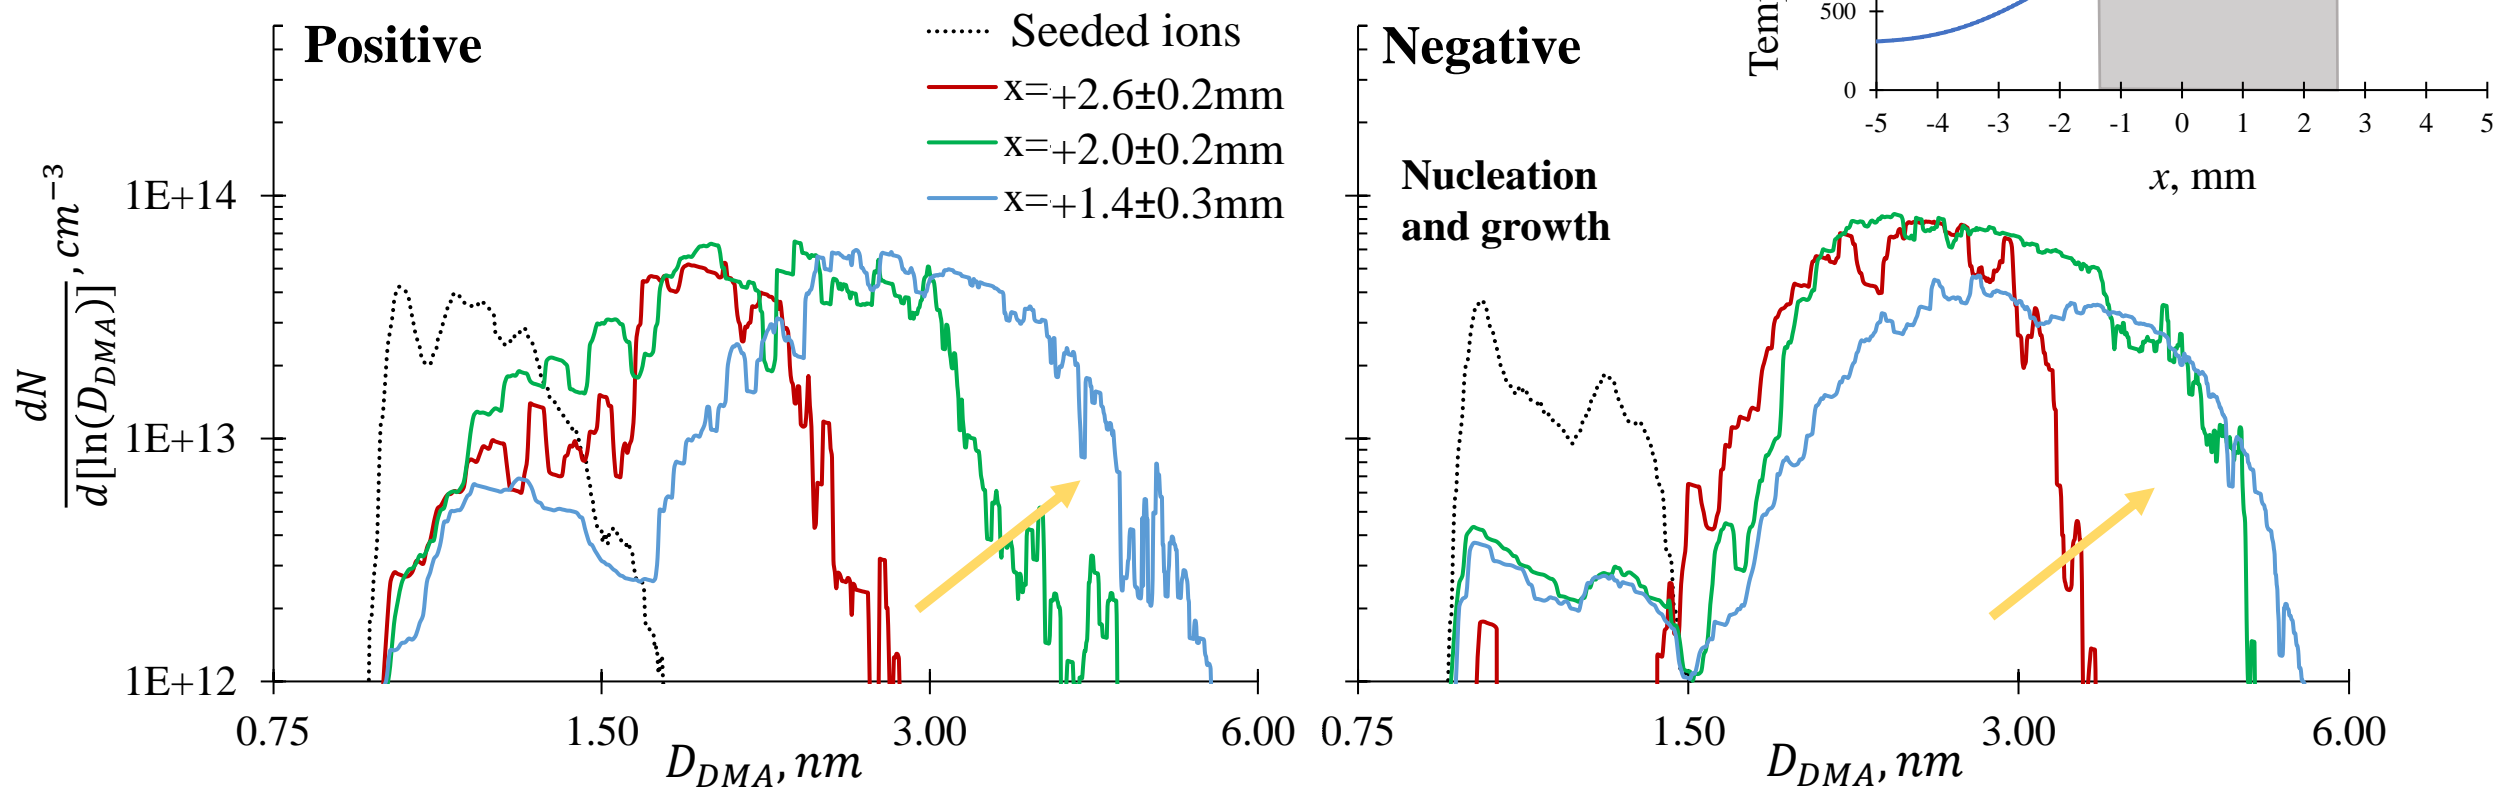 Positive
Seeded ions
x=+2.6±0.2mm
x=+2.0±0.2mm
x=+1.4±0.3mm
dN
d[ln(D_DMA)]
, cm⁻³
1E+14
1E+13
1E+12
0.75
1.50
3.00
6.00
D_DMA, nm
Negative
Nucleation
and growth
0.75
1.50
3.00
6.00
D_DMA, nm
500
0
-5
-4
-3
-2
-1
0
1
2
3
4
5
x, mm